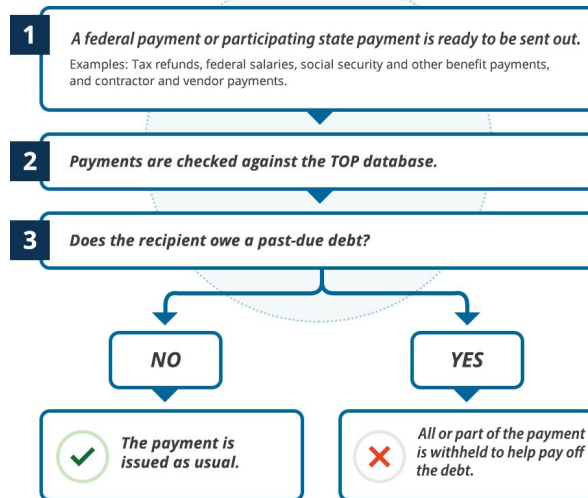 1
A federal payment or participating state payment is ready to be sent out.
Examples: Tax refunds, federal salaries, social security and other benefit payments,
and contractor and vendor payments.
2
Payments are checked against the TOP database.
3
Does the recipient owe a past-due debt?
NO
YES
The payment is
issued as usual.
All or part of the payment
is withheld to help pay off
the debt.